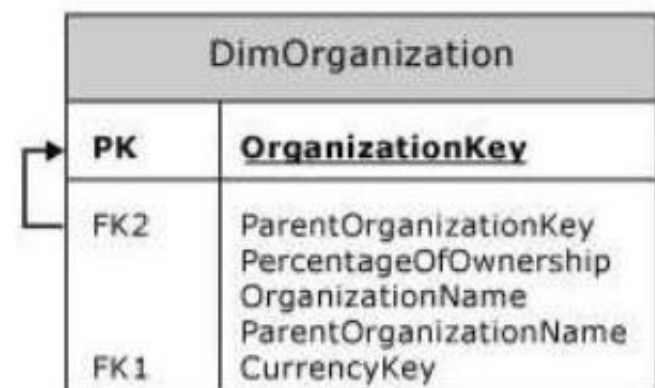 DimOrganization
PK OrganizationKey
FK2 ParentOrganizationKey
PercentageOfOwnership
OrganizationName
ParentOrganizationName
FK1 CurrencyKey